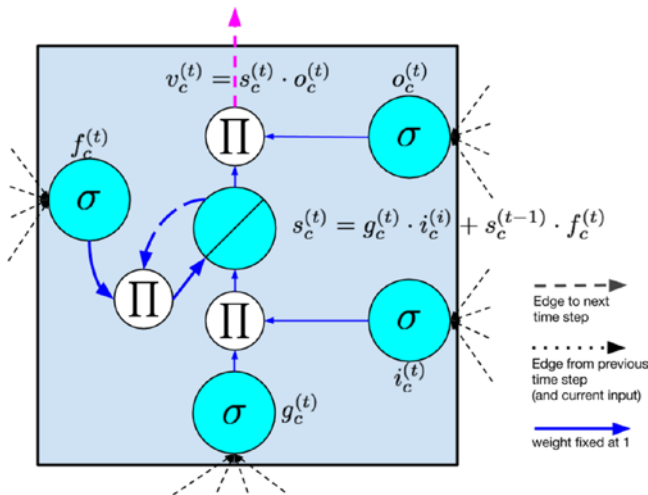 v_c^{(t)} = s_c^{(t)} · o_c^{(t)}
o_c^{(t)}
f_c^{(t)}
∏
σ
σ
s_c^{(t)} = g_c^{(t)} · i_c^{(i)} + s_c^{(t-1)} · f_c^{(t)}
∏
∏
σ
i_c^{(t)}
σ
g_c^{(t)}
Edge to next
time step
Edge from previous
time step
(and current input)
weight fixed at 1